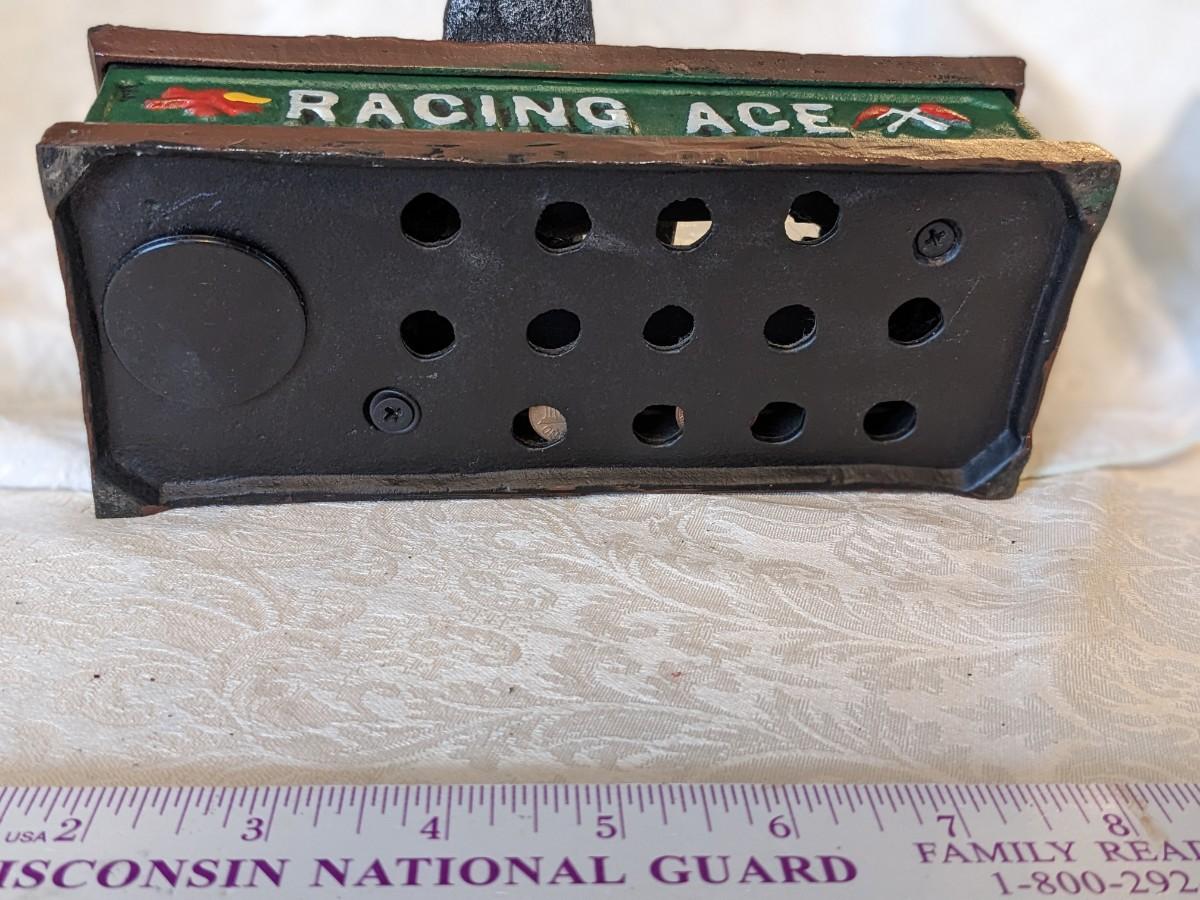 RACING ACE
USA 2 3 4 5 6 7 8
ISCONSIN NATIONAL GUARD
FAMILY REA
1-800-292